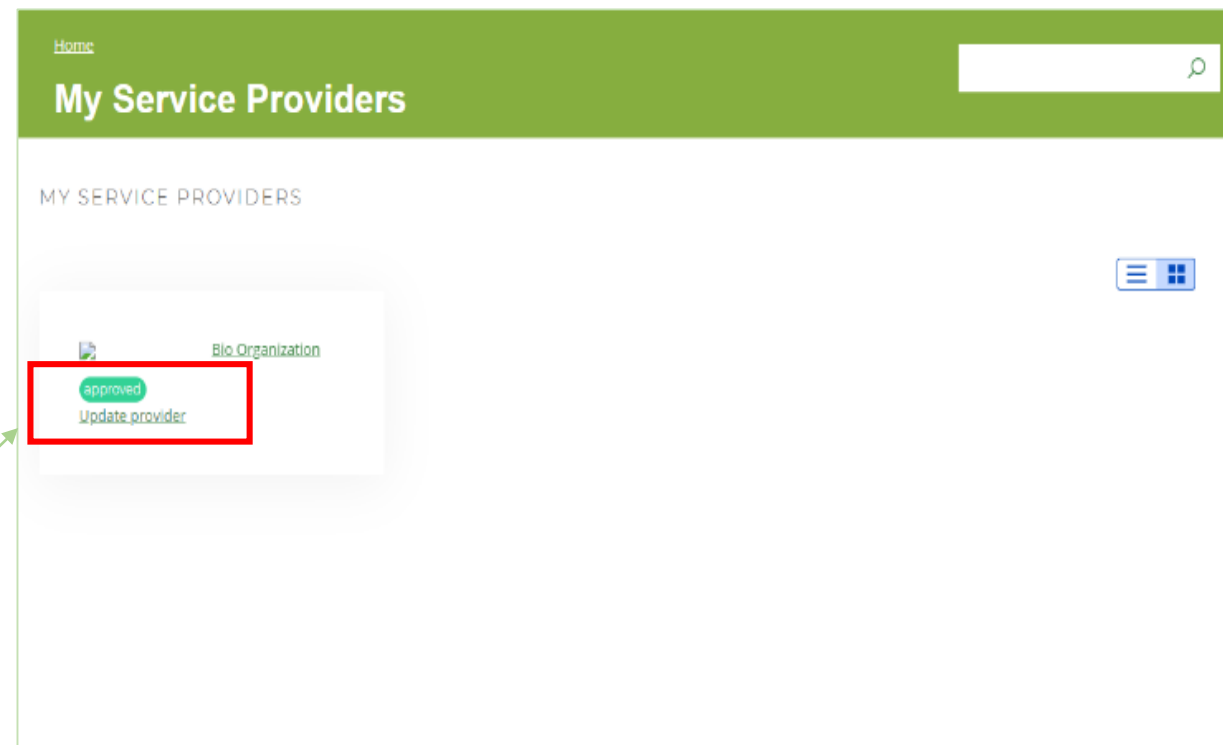 Home
My Service Providers
MY SERVICE PROVIDERS
Bio Organization
approved
Update provider